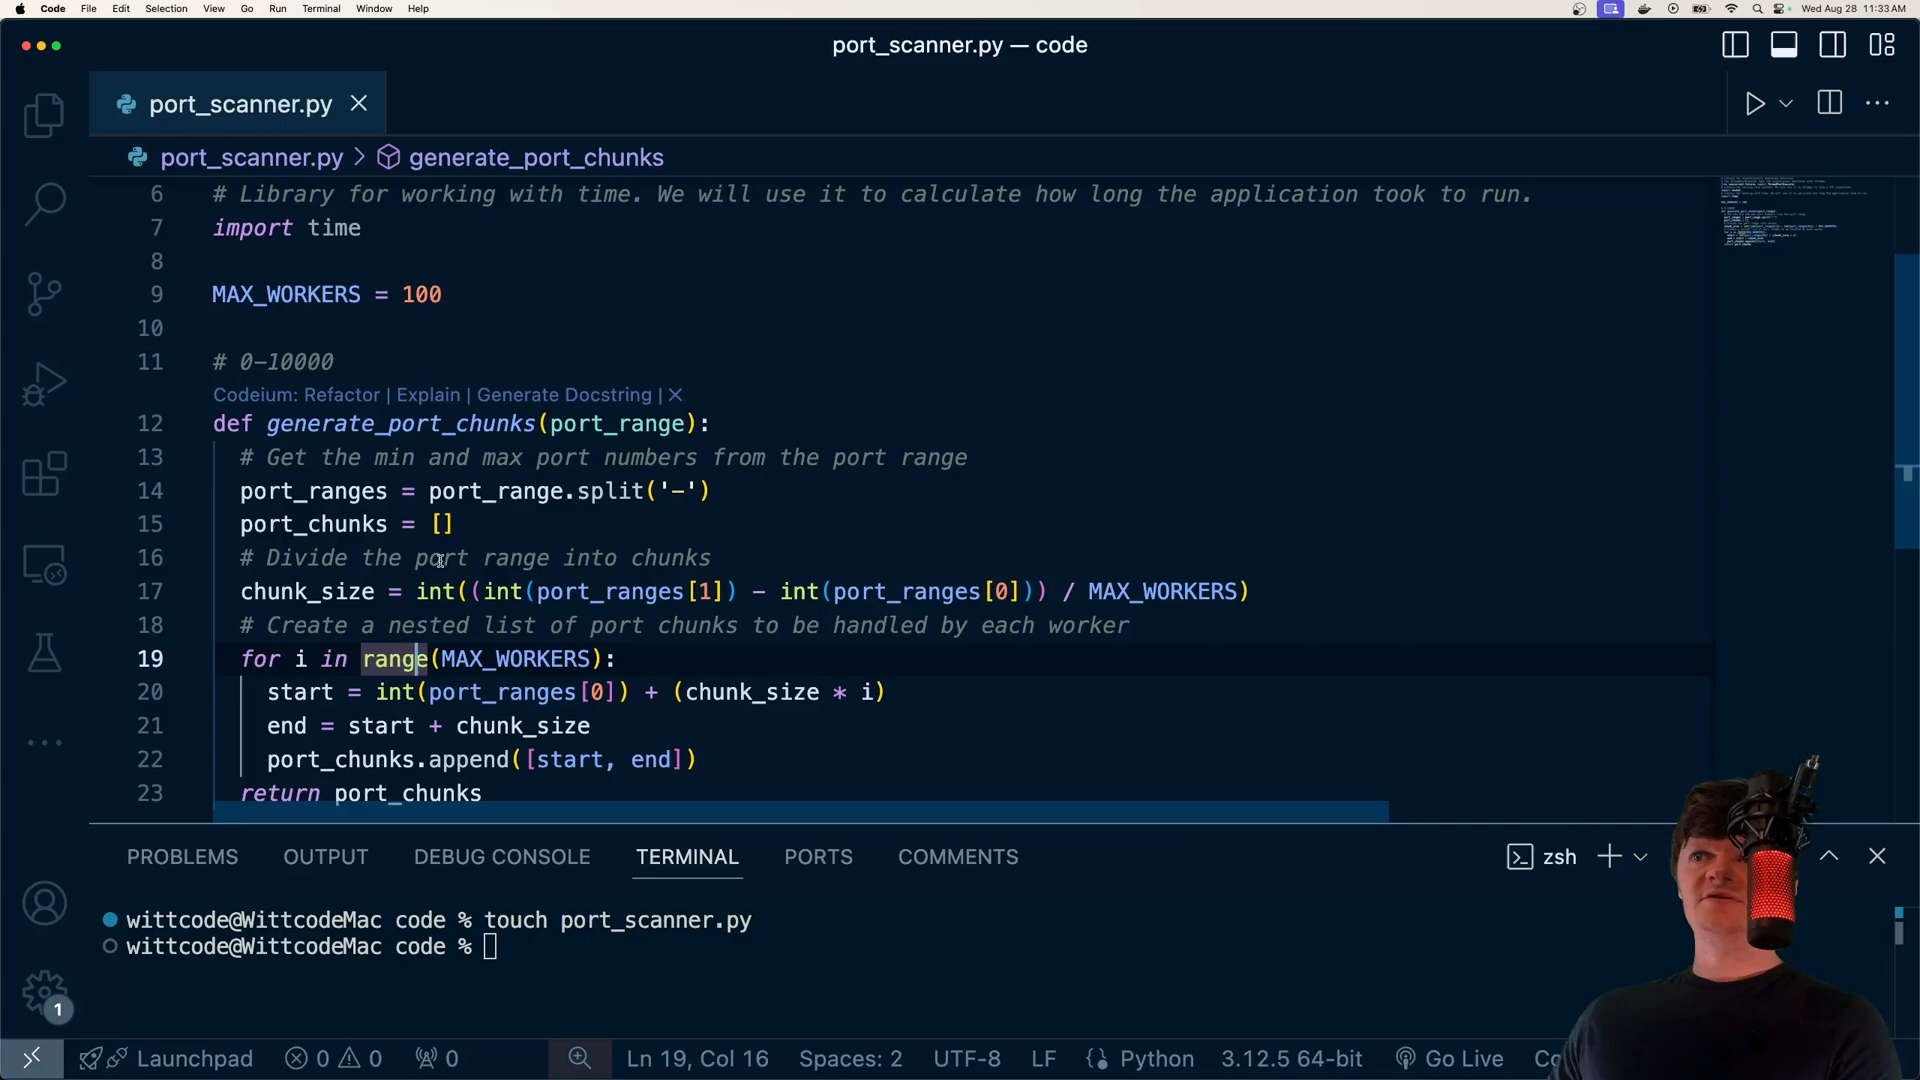 Code File Edit Selection View Go Run Terminal Window Help
Wed Aug 28 11:33 AM
port_scanner.py — code
port_scanner.py
port_scanner.py > generate_port_chunks
6 # Library for working with time. We will use it to calculate how long the application took to run.
7 import time
8
9 MAX_WORKERS = 100
10
11 # 0-10000
Codeium: Refactor | Explain | Generate Docstring | ✕
12 def generate_port_chunks(port_range):
13 # Get the min and max port numbers from the port range
14 port_ranges = port_range.split('-')
15 port_chunks = []
16 # Divide the port range into chunks
17 chunk_size = int((int(port_ranges[1]) - int(port_ranges[0])) / MAX_WORKERS)
18 # Create a nested list of port chunks to be handled by each worker
19 for i in range(MAX_WORKERS):
20 start = int(port_ranges[0]) + (chunk_size * i)
21 end = start + chunk_size
22 port_chunks.append([start, end])
23 return port_chunks
PROBLEMS OUTPUT DEBUG CONSOLE TERMINAL PORTS COMMENTS
zsh
wittcode@WittcodeMac code % touch port_scanner.py
wittcode@WittcodeMac code %
1
Launchpad 0 0 0 Ln 19, Col 16 Spaces: 2 UTF-8 LF Python 3.12.5 64-bit Go Live Co